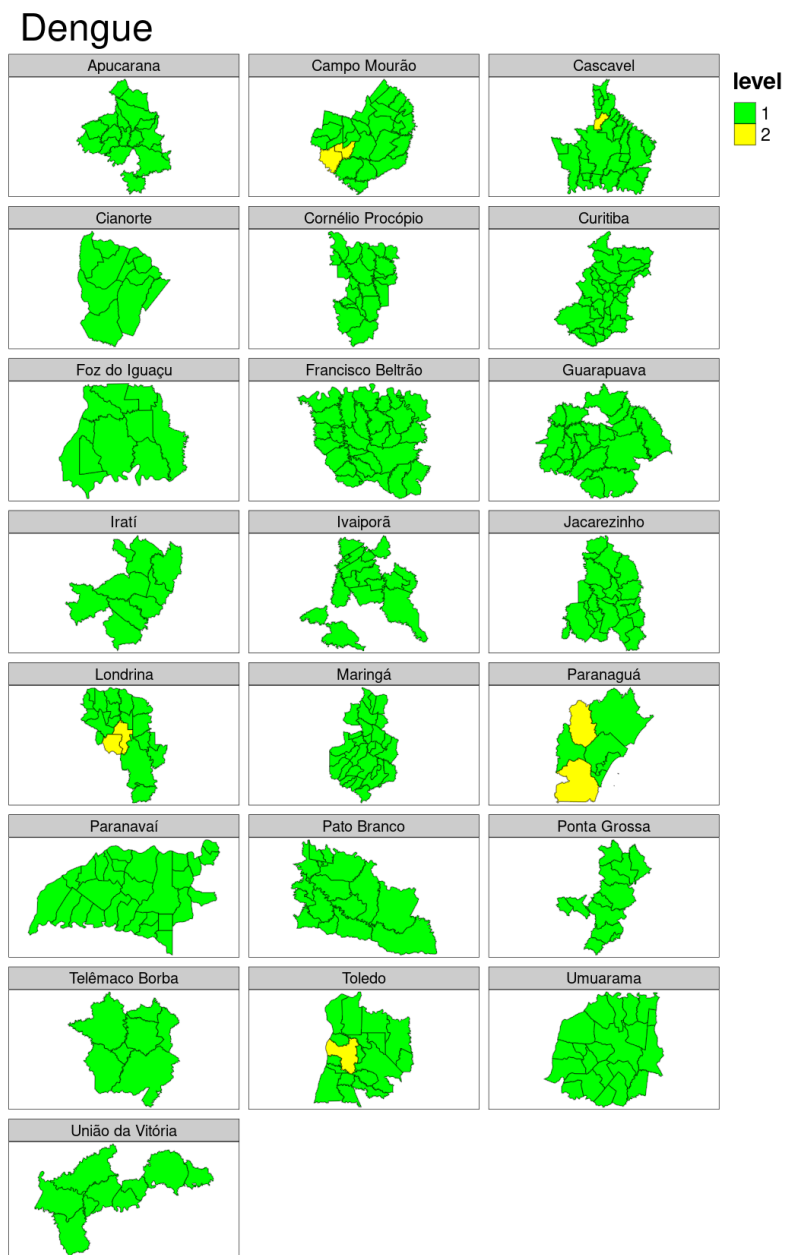 Dengue
Apucarana
Campo Mourão
Cascavel
level
1
2
Cianorte
Cornélio Procópio
Curitiba
Foz do Iguaçu
Francisco Beltrão
Guarapuava
Iratí
Ivaiporã
Jacarezinho
Londrina
Maringá
Paranaguá
Paranavaí
Pato Branco
Ponta Grossa
Telêmaco Borba
Toledo
Umuarama
União da Vitória